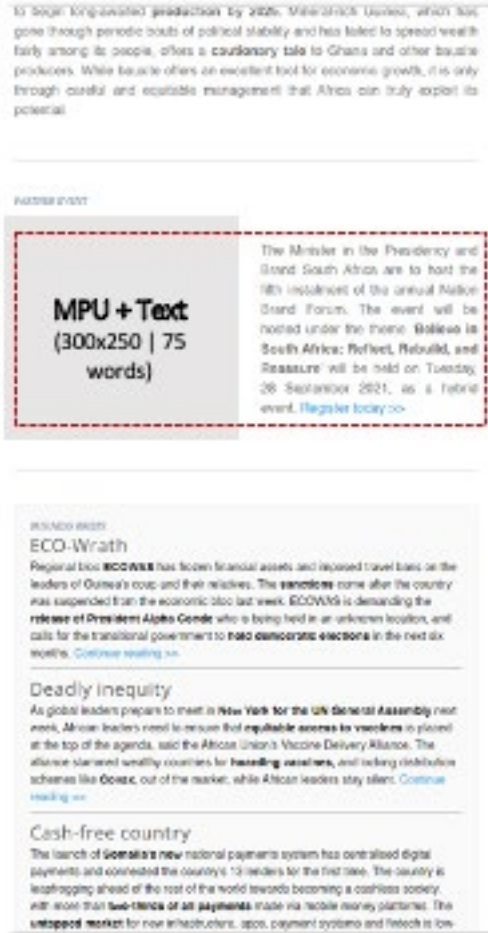 to begin long-awaited production by 2026. Mineral-rich Guinea, which has
gone through periodic bouts of political stability and has failed to spread wealth
fairly among its people, offers a cautionary tale to Ghana and other bauxite
producers. While bauxite offers an excellent tool for economic growth, it is only
through careful and equitable management that Africa can truly exploit its
potential
PARTNER EVENT
MPU + Text
(300x250 | 75
words)
The Minister in the Presidency and
Brand South Africa are to host the
fifth instalment of the annual Nation
Brand Forum. The event will be
hosted under the theme 'Believe in
South Africa: Reflect, Rebuild, and
Reassure' will be held on Tuesday,
28 September 2021, as a hybrid
event. Register today >>
BUSINESS BRIEFS
ECO-Wrath
Regional bloc ECOWAS has frozen financial assets and imposed travel bans on the
leaders of Guinea's coup and their relatives. The sanctions come after the country
was suspended from the economic bloc last week. ECOWAS is demanding the
release of President Alpha Conde who is being held in an unknown location, and
calls for the transitional government to hold democratic elections in the next six
months. Continue reading >>
Deadly inequity
As global leaders prepare to meet in New York for the UN General Assembly next
week, African leaders need to ensure that equitable access to vaccines is placed
at the top of the agenda, said the African Union's Vaccine Delivery Alliance. The
alliance slammed wealthy countries for hoarding vaccines, and locking distribution
schemes like Covax, out of the market, while African leaders stay silent. Continue
reading >>
Cash-free country
The launch of Somalia's new national payments system has centralised digital
payments and connected the country's 13 lenders for the first time. The country is
leapfrogging ahead of the rest of the world towards becoming a cashless society,
with more than two-thirds of all payments made via mobile money platforms. The
untapped market for new infrastructure, apps, payment systems and fintech is low-